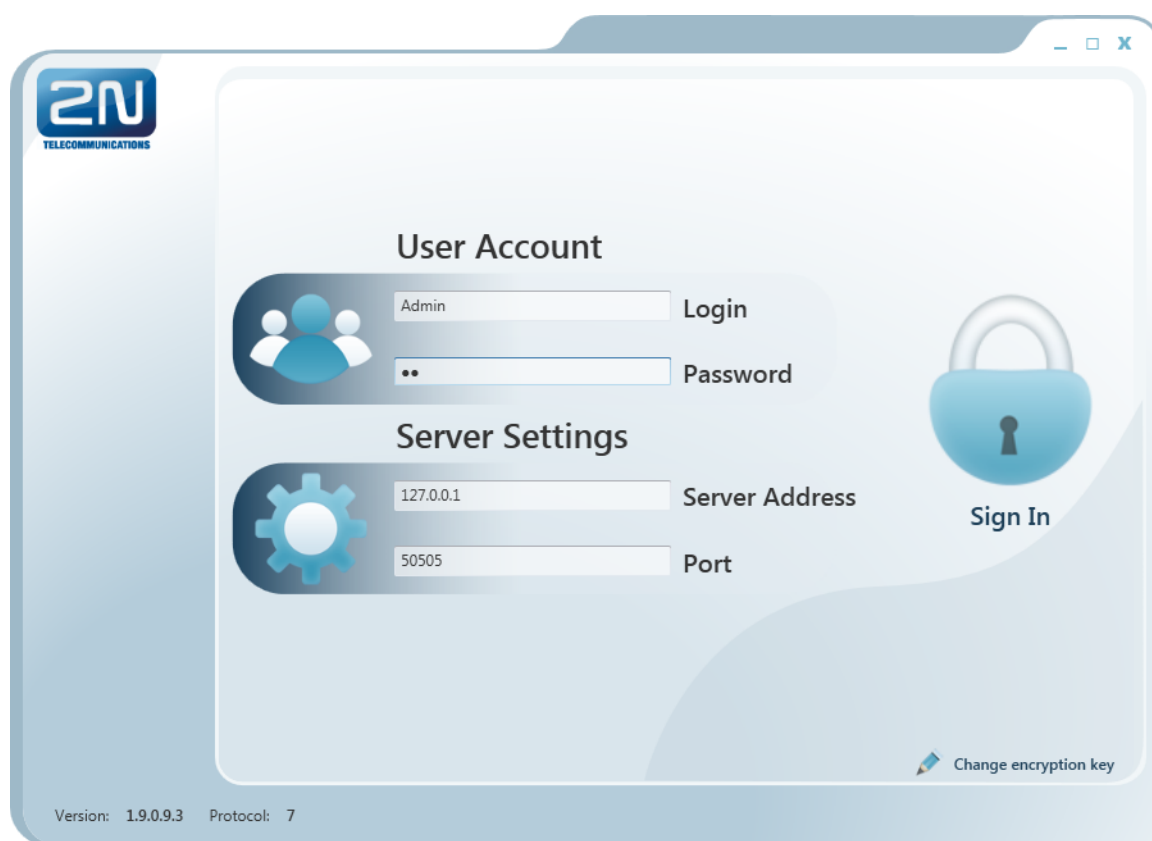 2N
TELECOMMUNICATIONS
User Account
Admin Login
•• Password
Server Settings
127.0.0.1 Server Address
50505 Port
Sign In
Change encryption key
Version: 1.9.0.9.3 Protocol: 7